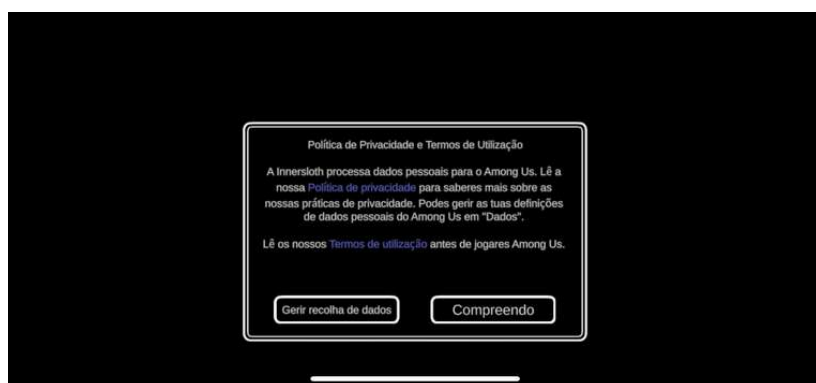 Política de Privacidade e Termos de Utilização
A Innersloth processa dados pessoais para o Among Us. Lê a
nossa Política de privacidade para saberes mais sobre as
nossas práticas de privacidade. Podes gerir as tuas definições
de dados pessoais do Among Us em "Dados".
Lê os nossos Termos de utilização antes de jogares Among Us.
Gerir recolha de dados
Compreendo